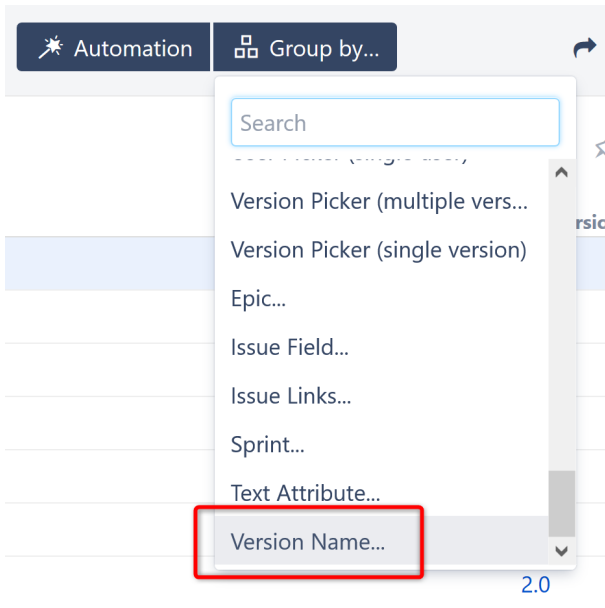 Automation
Group by...
Search
Version Picker (multiple vers...
Version Picker (single version)
Epic...
Issue Field...
Issue Links...
Sprint...
Text Attribute...
Version Name...
2.0